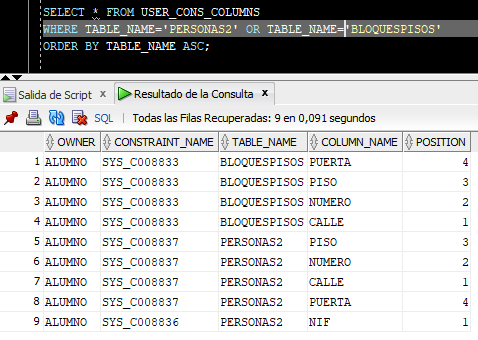 SELECT * FROM USER_CONS_COLUMNS
WHERE TABLE_NAME='PERSONAS2' OR TABLE_NAME='BLOQUESPISOS'
ORDER BY TABLE_NAME ASC;
Salida de Script x Resultado de la Consulta x
SQL | Todas las Filas Recuperadas: 9 en 0,091 segundos
OWNER CONSTRAINT_NAME TABLE_NAME COLUMN_NAME POSITION
1 ALUMNO SYS_C008833 BLOQUESPISOS PUERTA 4
2 ALUMNO SYS_C008833 BLOQUESPISOS PISO 3
3 ALUMNO SYS_C008833 BLOQUESPISOS NUMERO 2
4 ALUMNO SYS_C008833 BLOQUESPISOS CALLE 1
5 ALUMNO SYS_C008837 PERSONAS2 PISO 3
6 ALUMNO SYS_C008837 PERSONAS2 NUMERO 2
7 ALUMNO SYS_C008837 PERSONAS2 CALLE 1
8 ALUMNO SYS_C008837 PERSONAS2 PUERTA 4
9 ALUMNO SYS_C008836 PERSONAS2 NIF 1